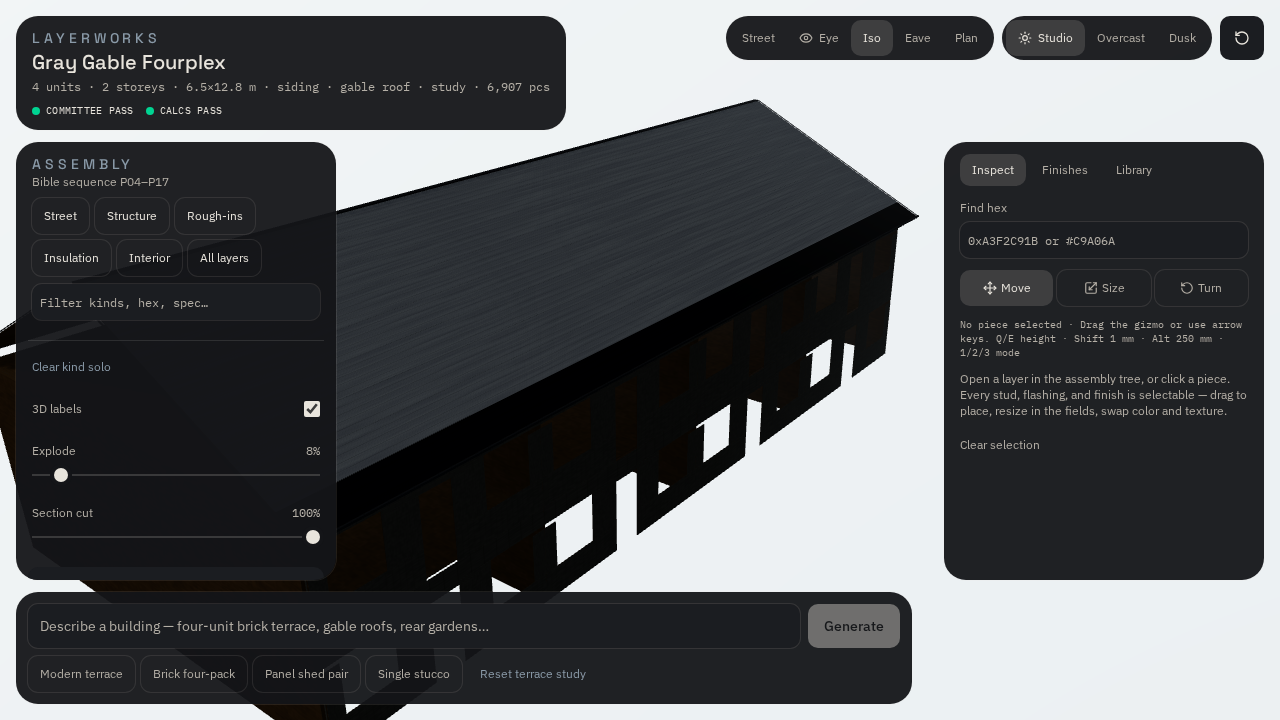 LAYERWORKS
Gray Gable Fourplex
4 units · 2 storeys · 6.5×12.8 m · siding · gable roof · study · 6,907 pcs
COMMITTEE PASS CALCS PASS
Street Eye Iso Eave Plan
Studio Overcast Dusk
ASSEMBLY
Bible sequence P04–P17
Street Structure Rough-ins
Insulation Interior All layers
Filter kinds, hex, spec…
Clear kind solo
3D labels
Explode 8%
Section cut 100%
Inspect Finishes Library
Find hex
0xA3F2C91B or #C9A06A
Move Size Turn
No piece selected · Drag the gizmo or use arrow
keys. Q/E height · Shift 1 mm · Alt 250 mm ·
1/2/3 mode
Open a layer in the assembly tree, or click a piece.
Every stud, flashing, and finish is selectable — drag to
place, resize in the fields, swap color and texture.
Clear selection
Describe a building — four-unit brick terrace, gable roofs, rear gardens…
Generate
Modern terrace Brick four-pack Panel shed pair Single stucco Reset terrace study